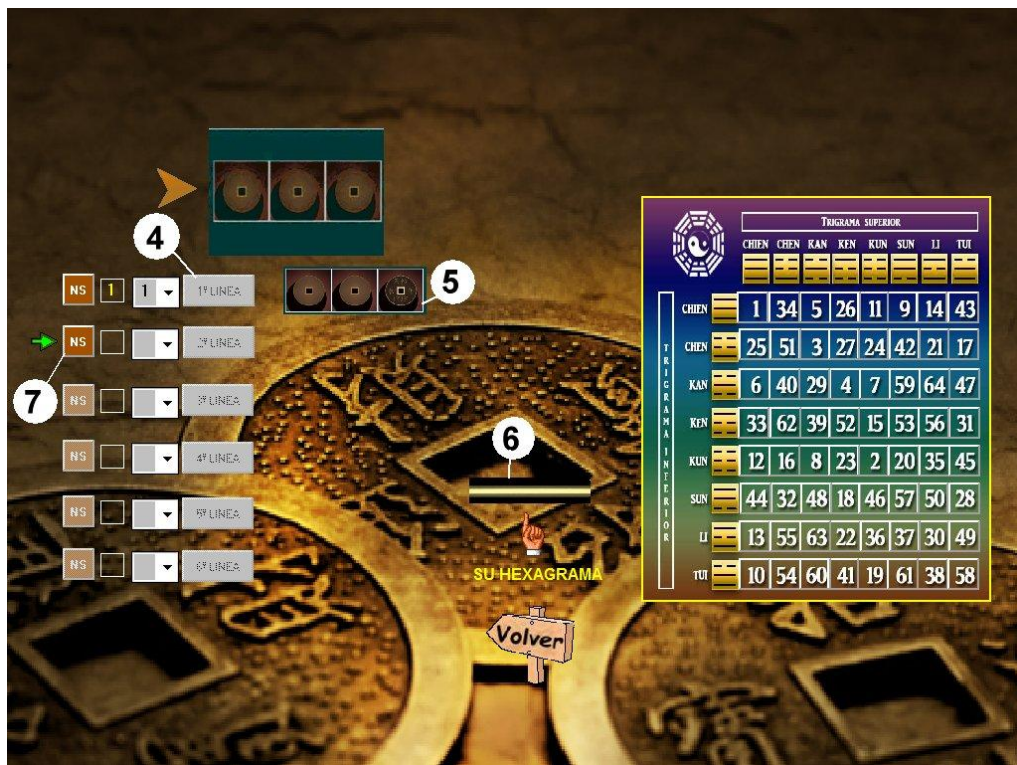 TRIGRAMA SUPERIOR
CHIEN CHEN KAN KEN KUN SUN LI TUI
TRIGRAMA INTERIOR
CHIEN 1 34 5 26 11 9 14 43
CHEN 25 51 3 27 24 42 21 17
KAN 6 40 29 4 7 59 64 47
KEN 33 62 39 52 15 53 56 31
KUN 12 16 8 23 2 20 35 45
SUN 44 32 48 18 46 57 50 28
LI 13 55 63 22 36 37 30 49
TUI 10 54 60 41 19 61 38 58
4
5
NS 1 1 1ª LINEA
NS 2ª LINEA
7
NS 3ª LINEA
6
NS 4ª LINEA
NS 5ª LINEA
NS 6ª LINEA
SU HEXAGRAMA
Volver